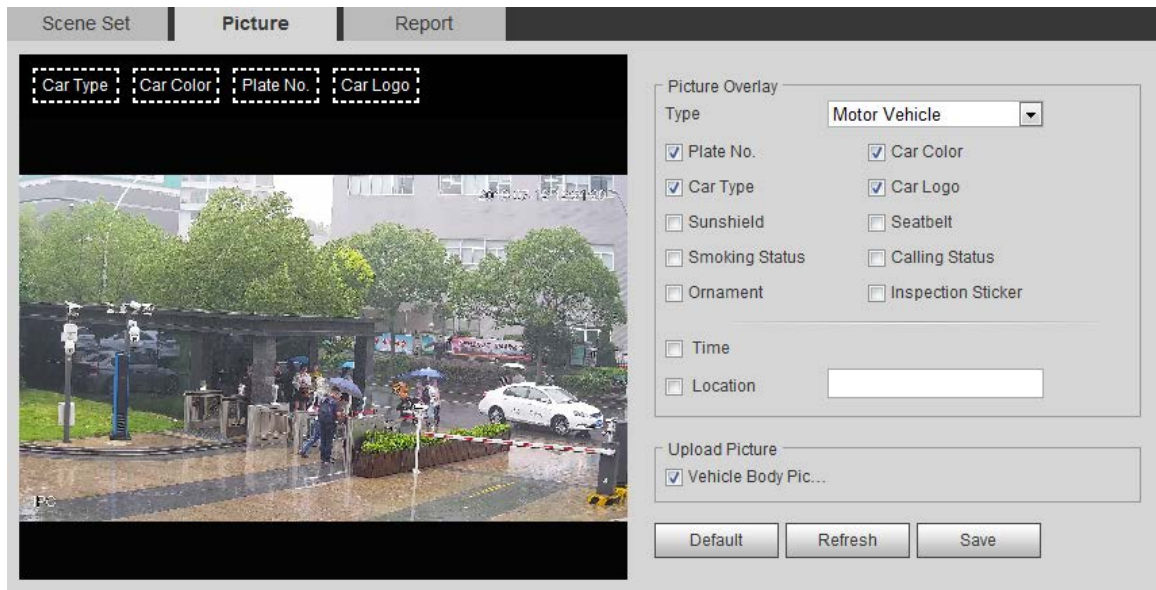 Scene Set Picture Report
Car Type Car Color Plate No. Car Logo
Picture Overlay
Type Motor Vehicle
Plate No. Car Color
Car Type Car Logo
Sunshield Seatbelt
Smoking Status Calling Status
Ornament Inspection Sticker
Time
Location
IPC
Upload Picture
Vehicle Body Pic...
Default Refresh Save